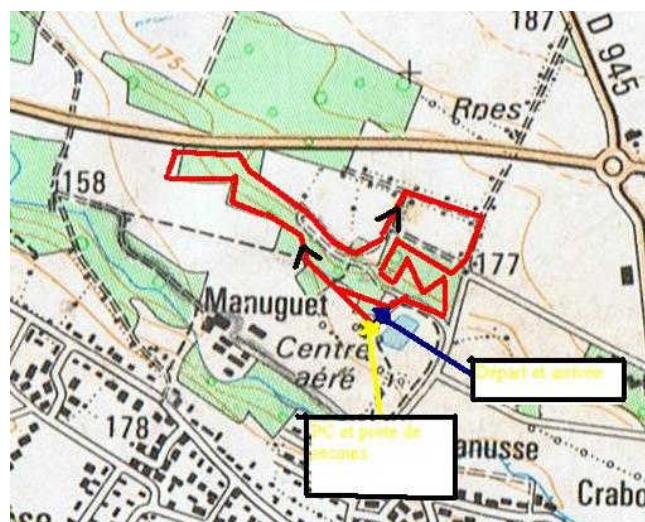 187
D 945
175
Rnes
158
177
Manuguet
Centre
aéré
Départ et arrivée
178
PC et poste de
secours
anusse
Crabo